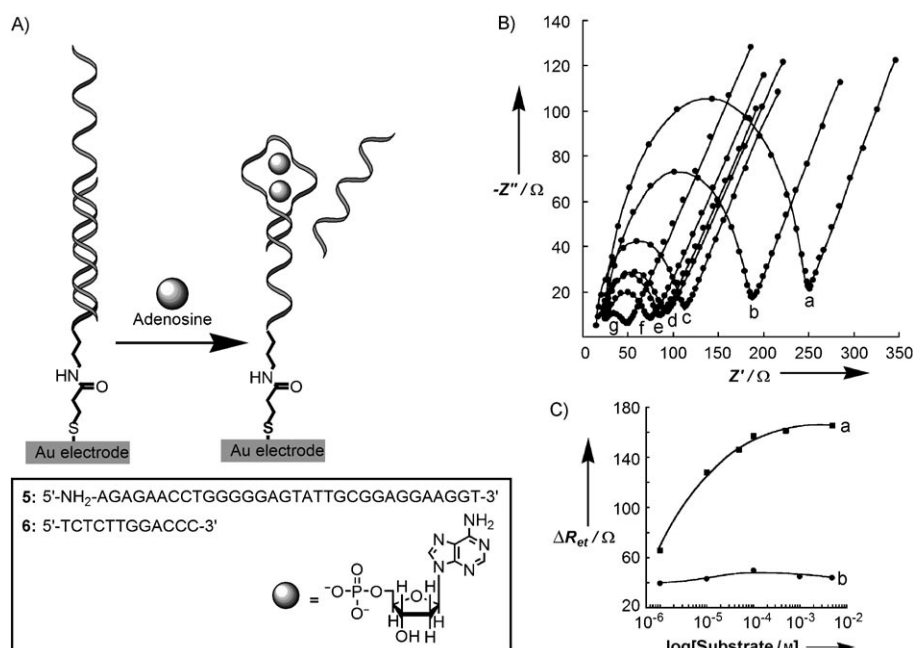 A)
Adenosine
HN
O
S
Au electrode
HN
O
S
Au electrode
5: 5'-NH2-AGAGAACCTGGGGGAGTATTGCGGAGGAAGGT-3'
6: 5'-TCTCTTGGACCC-3'
=
NH2
N
N
N
N
O
-O-P-O
O-
O
H
H
H
H
OH
H
B)
140
120
100
80
60
40
20
-Z''/Ω
g
f
e
d
c
b
a
0
50
100
150
200
250
300
350
Z'/Ω
C)
180
140
100
60
20
ΔRet/Ω
a
b
10-6
10-5
10-4
10-3
10-2
log[Substrate/M]